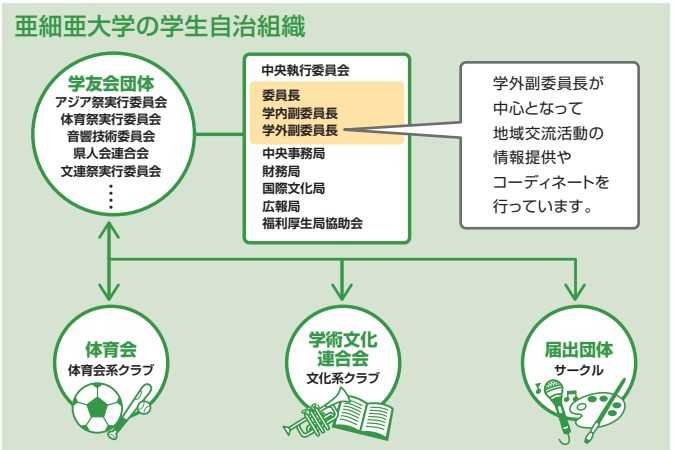 亜細亜大学の学生自治組織
学友会団体
アジア祭実行委員会
体育祭実行委員会
音響技術委員会
県人会連合会
文連祭実行委員会
中央執行委員会
委員長
学内副委員長
学外副委員長
中央事務局
財務局
国際文化局
広報局
福利厚生局協助会
学外副委員長が
中心となって
地域交流活動の
情報提供や
コーディネートを
行っています。
体育会
体育会系クラブ
学術文化
連合会
文化系クラブ
届出団体
サークル